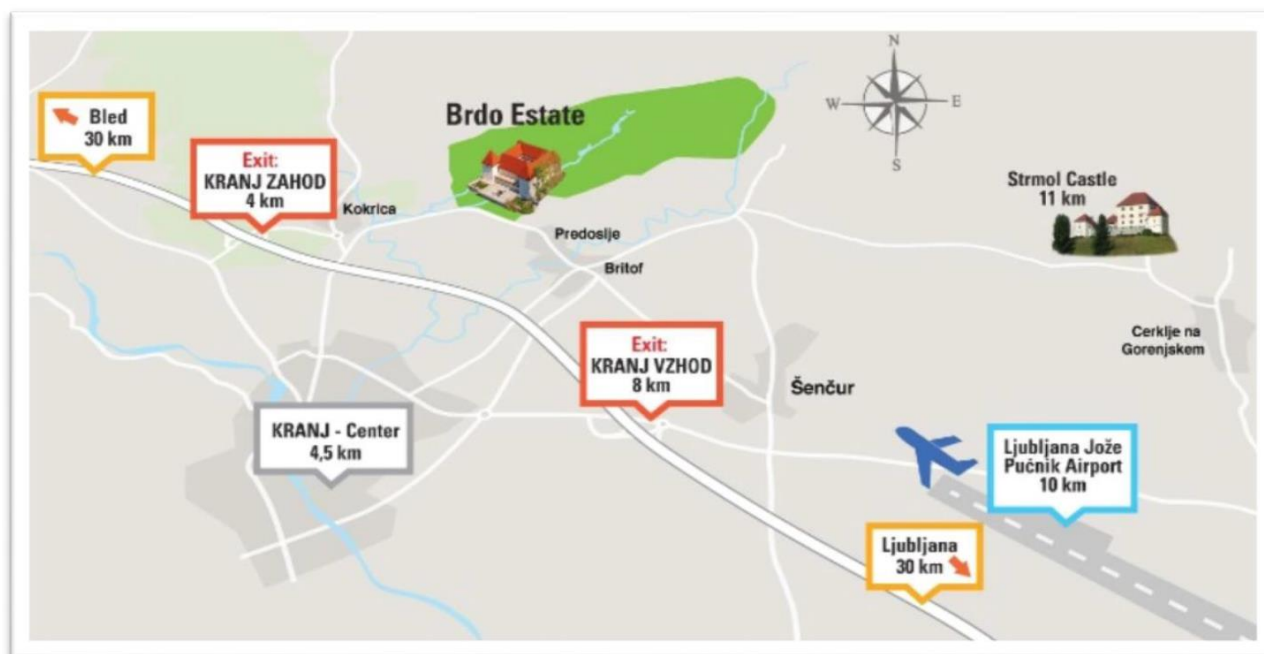 N
W
E
S
Bled
30 km
Brdo Estate
Exit:
KRANJ ZAHOD
4 km
Kokrica
Strmol Castle
11 km
Predoslje
Britof
Exit:
KRANJ VZHOD
8 km
Cerklje na
Gorenjskem
Šenčur
KRANJ - Center
4,5 km
Ljubljana Jože
Pučnik Airport
10 km
Ljubljana
30 km